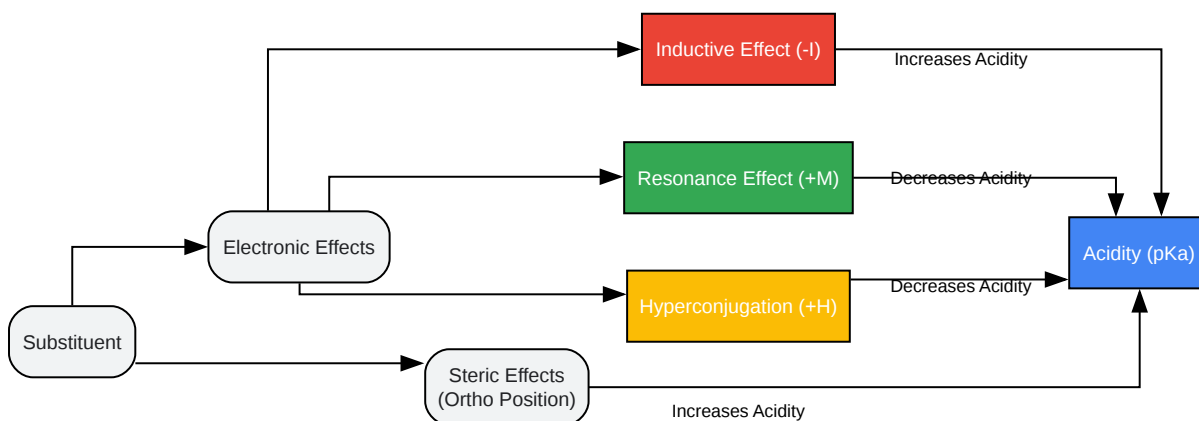 Inductive Effect (-I)
Increases Acidity
Resonance Effect (+M)
Decreases Acidity
Electronic Effects
Acidity (pKa)
Hyperconjugation (+H)
Decreases Acidity
Substituent
Steric Effects
(Ortho Position)
Increases Acidity